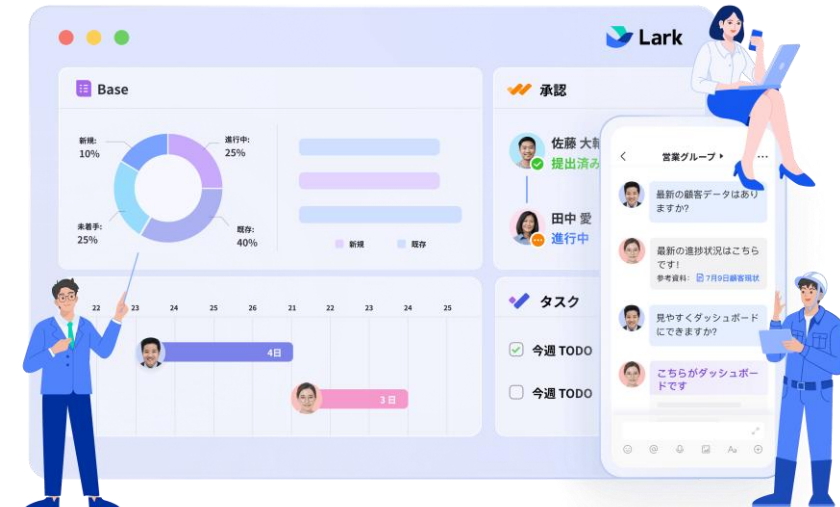 Lark
Base
新規:
10%
進行中:
25%
未着手:
25%
既存:
40%
新規
既存
承認
佐藤 大輔
提出済み
田中 愛
進行中
22 23 24 25 26 21 22 23 24 25
4日
3日
タスク
今週 TODO
今週 TODO
営業グループ
最新の顧客データはあり
ますか?
最新の進捗状況はこちら
です!
参考資料: 7月9日顧客現状
見やすくダッシュボード
にできますか?
こちらがダッシュボー
ドです
Aa